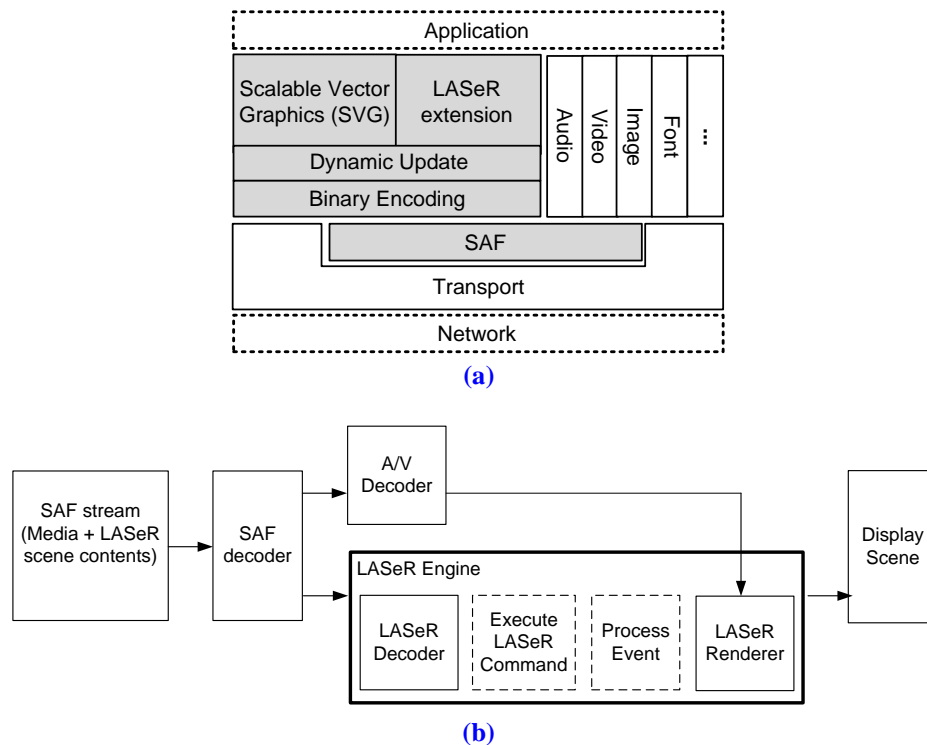 Application
Scalable Vector
Graphics (SVG)
LASeR
extension
Audio
Video
Image
Font
...
Dynamic Update
Binary Encoding
SAF
Transport
Network
(a)
SAF stream
(Media + LASeR
scene contents)
SAF
decoder
A/V
Decoder
LASeR Engine
LASeR
Decoder
Execute
LASeR
Command
Process
Event
LASeR
Renderer
Display
Scene
(b)